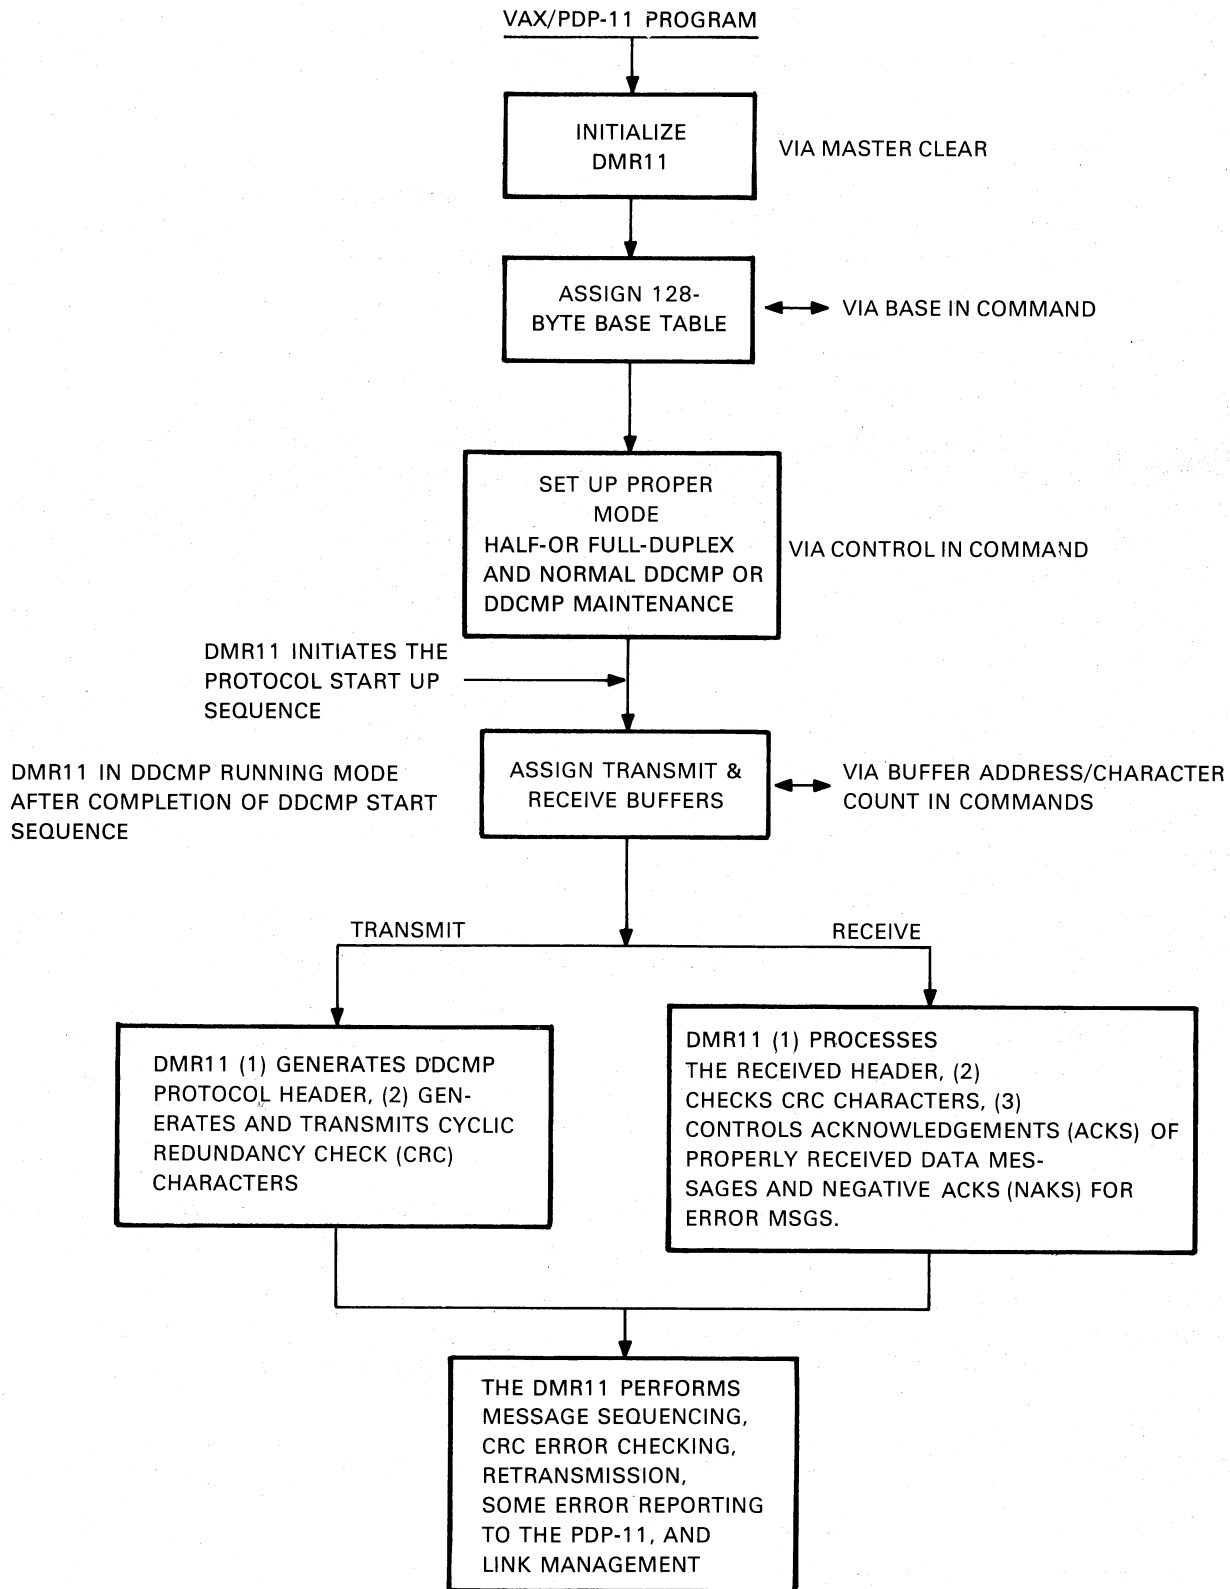 VAX/PDP-11 PROGRAM
INITIALIZE
DMR11
VIA MASTER CLEAR
ASSIGN 128-
BYTE BASE TABLE
VIA BASE IN COMMAND
SET UP PROPER
MODE
HALF-OR FULL-DUPLEX
AND NORMAL DDCMP OR
DDCMP MAINTENANCE
VIA CONTROL IN COMMAND
DMR11 INITIATES THE
PROTOCOL START UP
SEQUENCE
DMR11 IN DDCMP RUNNING MODE
AFTER COMPLETION OF DDCMP START
SEQUENCE
ASSIGN TRANSMIT &
RECEIVE BUFFERS
VIA BUFFER ADDRESS/CHARACTER
COUNT IN COMMANDS
TRANSMIT
RECEIVE
DMR11 (1) GENERATES DDCMP
PROTOCOL HEADER, (2) GEN-
ERATES AND TRANSMITS CYCLIC
REDUNDANCY CHECK (CRC)
CHARACTERS
DMR11 (1) PROCESSES
THE RECEIVED HEADER, (2)
CHECKS CRC CHARACTERS, (3)
CONTROLS ACKNOWLEDGEMENTS (ACKS) OF
PROPERLY RECEIVED DATA MES-
SAGES AND NEGATIVE ACKS (NAKS) FOR
ERROR MSGS.
THE DMR11 PERFORMS
MESSAGE SEQUENCING,
CRC ERROR CHECKING,
RETRANSMISSION,
SOME ERROR REPORTING
TO THE PDP-11, AND
LINK MANAGEMENT